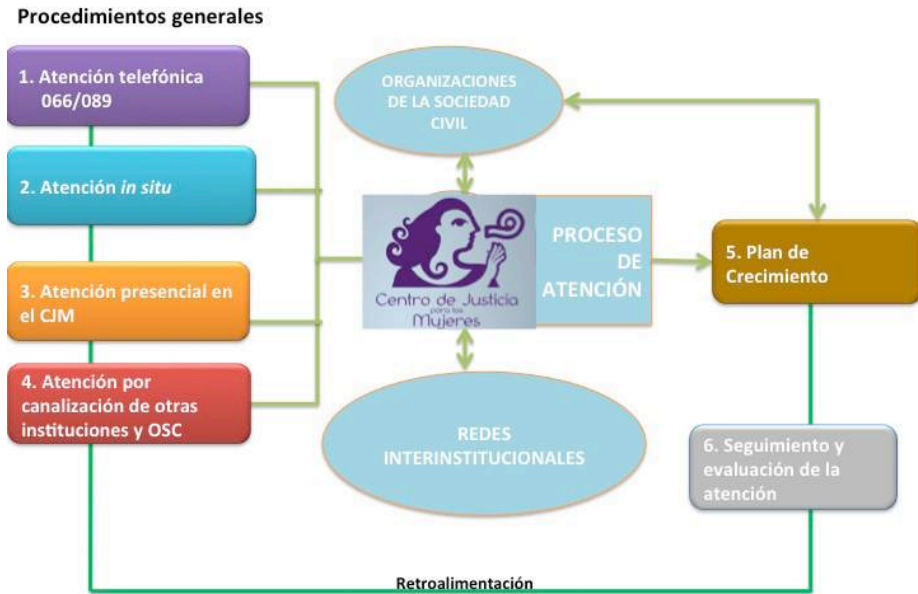 Procedimientos generales
1. Atención telefónica
066/089
2. Atención in situ
3. Atención presencial en
el CJM
4. Atención por
canalización de otras
instituciones y OSC
ORGANIZACIONES
DE LA SOCIEDAD
CIVIL
Centro de Justicia
para las
Mujeres
PROCESO
DE
ATENCIÓN
REDES
INTERINSTITUCIONALES
5. Plan de
Crecimiento
6. Seguimiento y
evaluación de la
atención
Retroalimentación